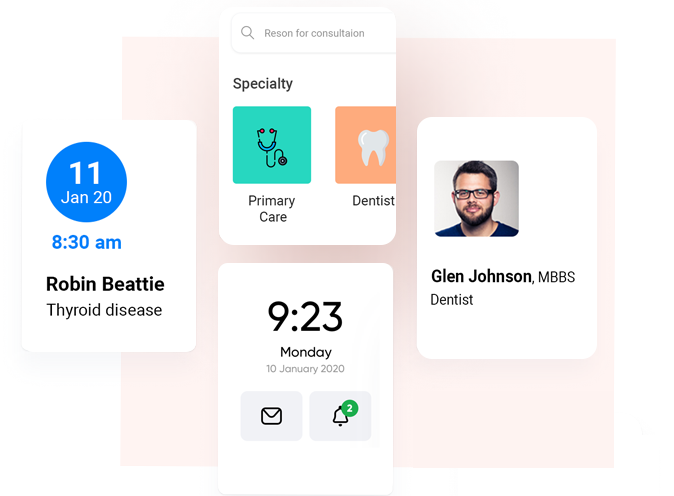 Reson for consultaion
Specialty
Primary
Care
Dentist
11
Jan 20
8:30 am
Robin Beattie
Thyroid disease
9:23
Monday
10 January 2020
2
Glen Johnson, MBBS
Dentist